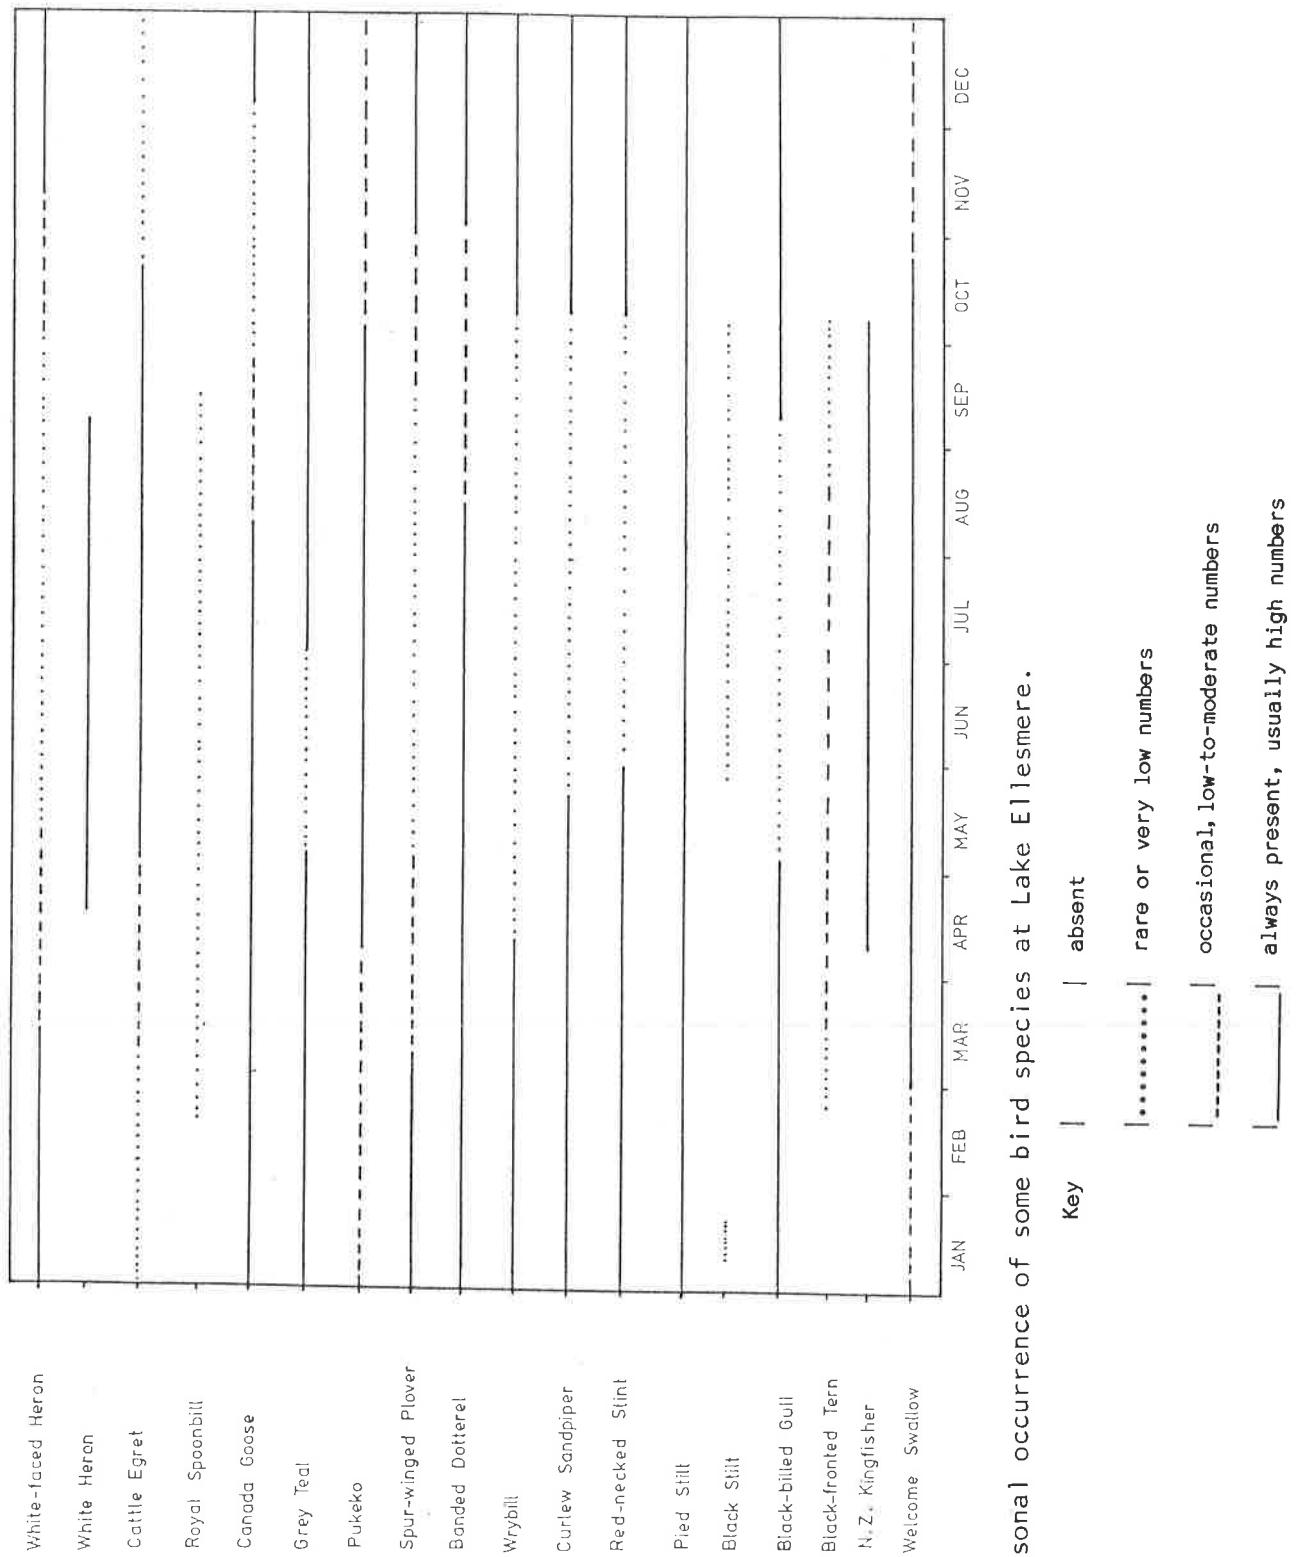 White-faced Heron
White Heron
Cattle Egret
Royal Spoonbill
Canada Goose
Grey Teal
Pukeko
Spur-winged Plover
Banded Dotterel
Wrybill
Curlew Sandpiper
Red-necked Stint
Pied Stilt
Black Stilt
Black-billed Gull
Black-fronted Tern
N.Z. Kingfisher
Welcome Swallow
JAN FEB MAR APR MAY JUN JUL AUG SEP OCT NOV DEC
sonal occurrence of some bird species at Lake Ellesmere.
Key absent
rare or very low numbers
occasional, low-to-moderate numbers
always present, usually high numbers